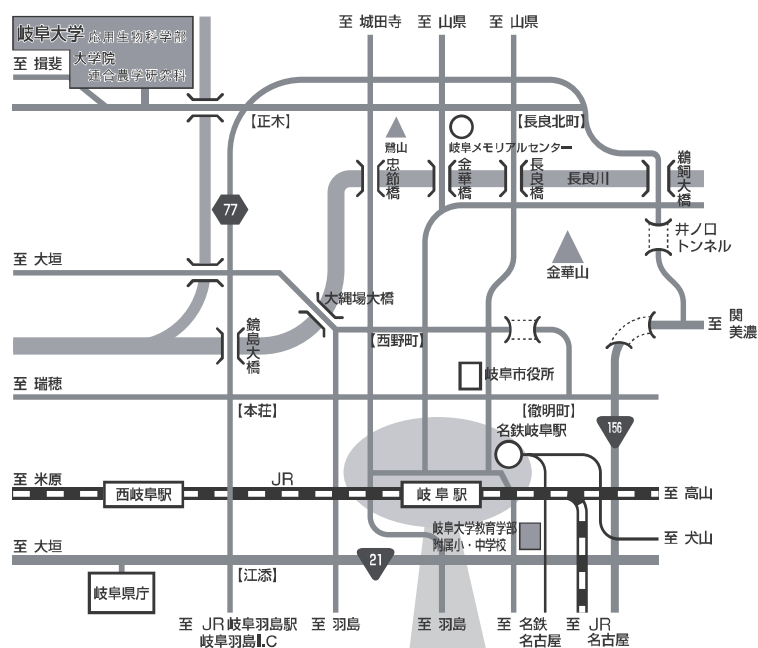 岐阜大学 応用生物科学部
大学院
連合農学研究科
至 城田寺
至 山県
至 山県
至 揖斐
【正木】
【長良北町】
鷺山
岐阜メモリアルセンター
忠節橋
金華橋
長良橋
長良川
鵜飼大橋
77
井ノ口
トンネル
至 大垣
金華山
大縄場大橋
鏡島大橋
【西野町】
至 関
美濃
岐阜市役所
至 瑞穂
【本荘】
【徹明町】
名鉄岐阜駅
156
至 米原
JR
西岐阜駅
岐阜駅
至 高山
岐阜大学教育学部
附属小・中学校
至 犬山
至 大垣
21
【江添】
岐阜県庁
至 JR岐阜羽島駅
岐阜羽島I.C
至 羽島
至 羽島
至 名鉄
名古屋
至 JR
名古屋